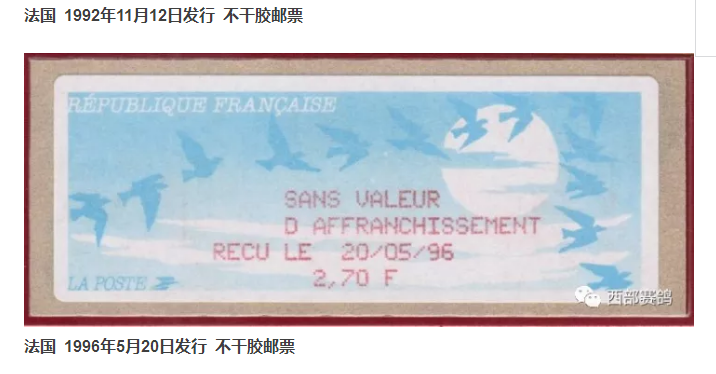 法国 1992年11月12日发行 不干胶邮票
RÉPUBLIQUE FRANÇAISE
SANS VALEUR
D AFFRANCHISSEMENT
RECU LE 20/05/96
2,70 F
LA POSTE
西部赛鸽
法国 1996年5月20日发行 不干胶邮票